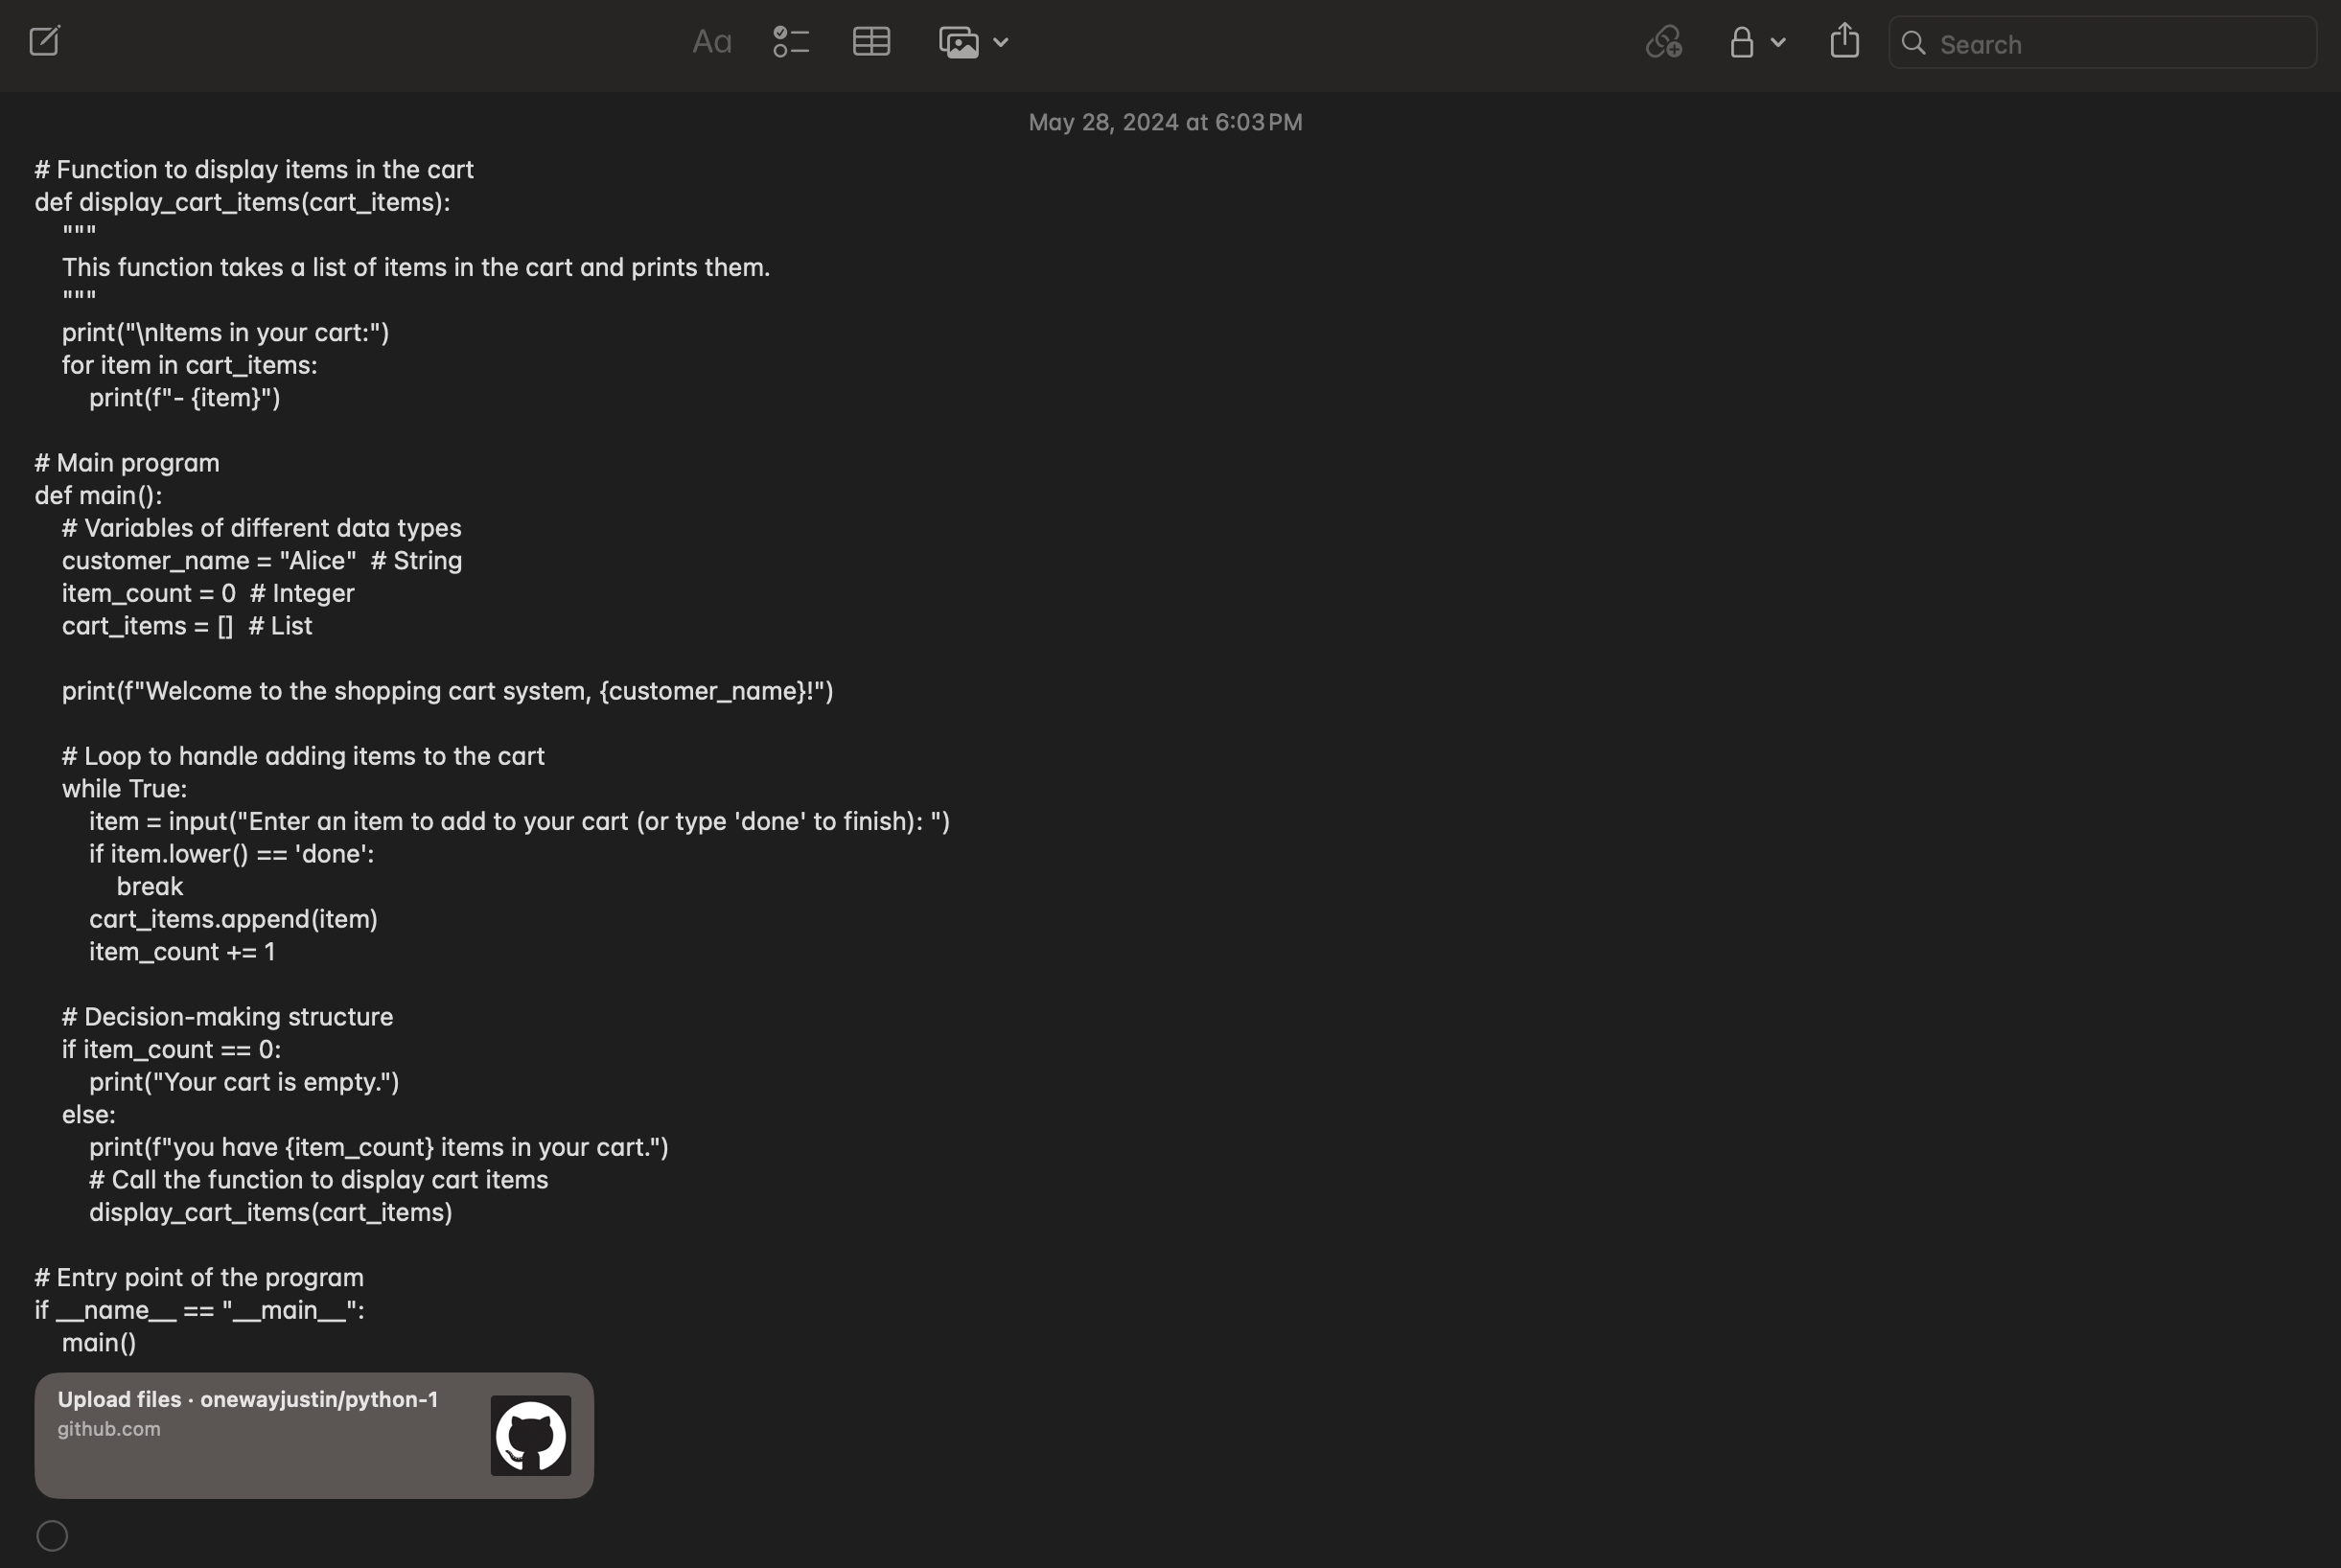 Aa
Search
May 28, 2024 at 6:03 PM
# Function to display items in the cart
def display_cart_items(cart_items):
    """
    This function takes a list of items in the cart and prints them.
    """
    print("\nItems in your cart:")
    for item in cart_items:
        print(f"- {item}")

# Main program
def main():
    # Variables of different data types
    customer_name = "Alice"  # String
    item_count = 0  # Integer
    cart_items = []  # List

    print(f"Welcome to the shopping cart system, {customer_name}!")

    # Loop to handle adding items to the cart
    while True:
        item = input("Enter an item to add to your cart (or type 'done' to finish): ")
        if item.lower() == 'done':
            break
        cart_items.append(item)
        item_count += 1

    # Decision-making structure
    if item_count == 0:
        print("Your cart is empty.")
    else:
        print(f"you have {item_count} items in your cart.")
        # Call the function to display cart items
        display_cart_items(cart_items)

# Entry point of the program
if __name__ == "__main__":
    main()
Upload files · onewayjustin/python-1
github.com